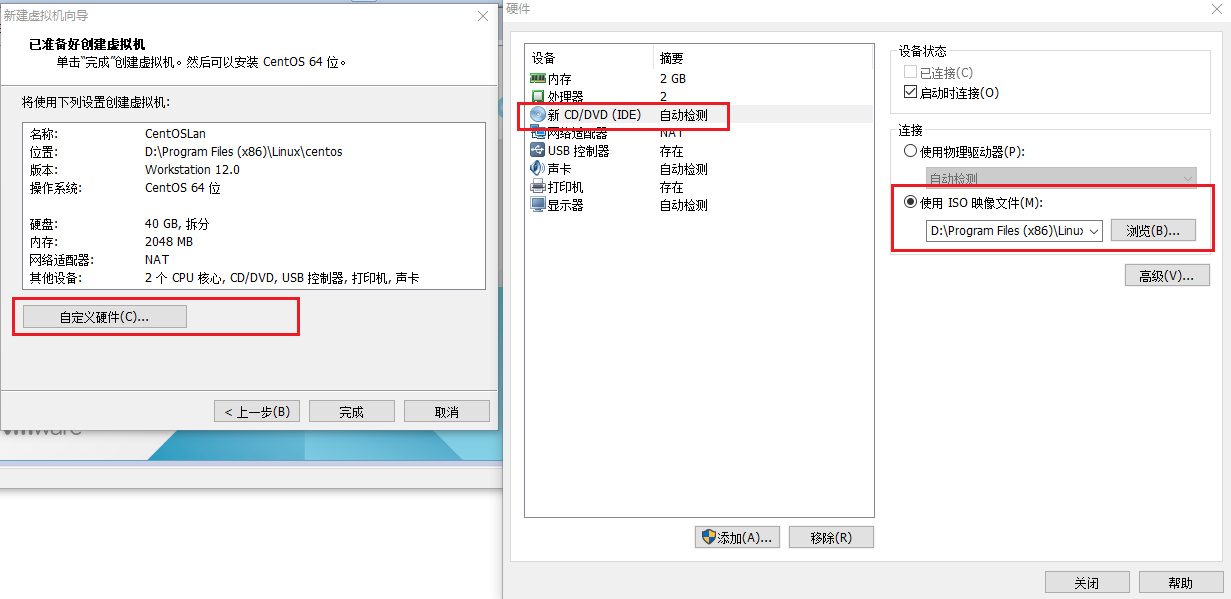 新建虚拟机向导
已准备好创建虚拟机
单击“完成”创建虚拟机。然后可以安装 CentOS 64 位。
将使用下列设置创建虚拟机:
名称: CentOSLan
位置: D:\Program Files (x86)\Linux\centos
版本: Workstation 12.0
操作系统: CentOS 64 位
硬盘: 40 GB, 拆分
内存: 2048 MB
网络适配器: NAT
其他设备: 2 个 CPU 核心, CD/DVD, USB 控制器, 打印机, 声卡
自定义硬件(C)...
< 上一步(B) 完成 取消
vmware
硬件
设备 摘要
内存 2 GB
处理器 2
新 CD/DVD (IDE) 自动检测
网络适配器 NAT
USB 控制器 存在
声卡 自动检测
打印机 存在
显示器 自动检测
添加(A)... 移除(R)
设备状态
已连接(C)
启动时连接(O)
连接
使用物理驱动器(P):
自动检测
使用 ISO 映像文件(M):
D:\Program Files (x86)\Linux 浏览(B)...
高级(V)...
关闭 帮助